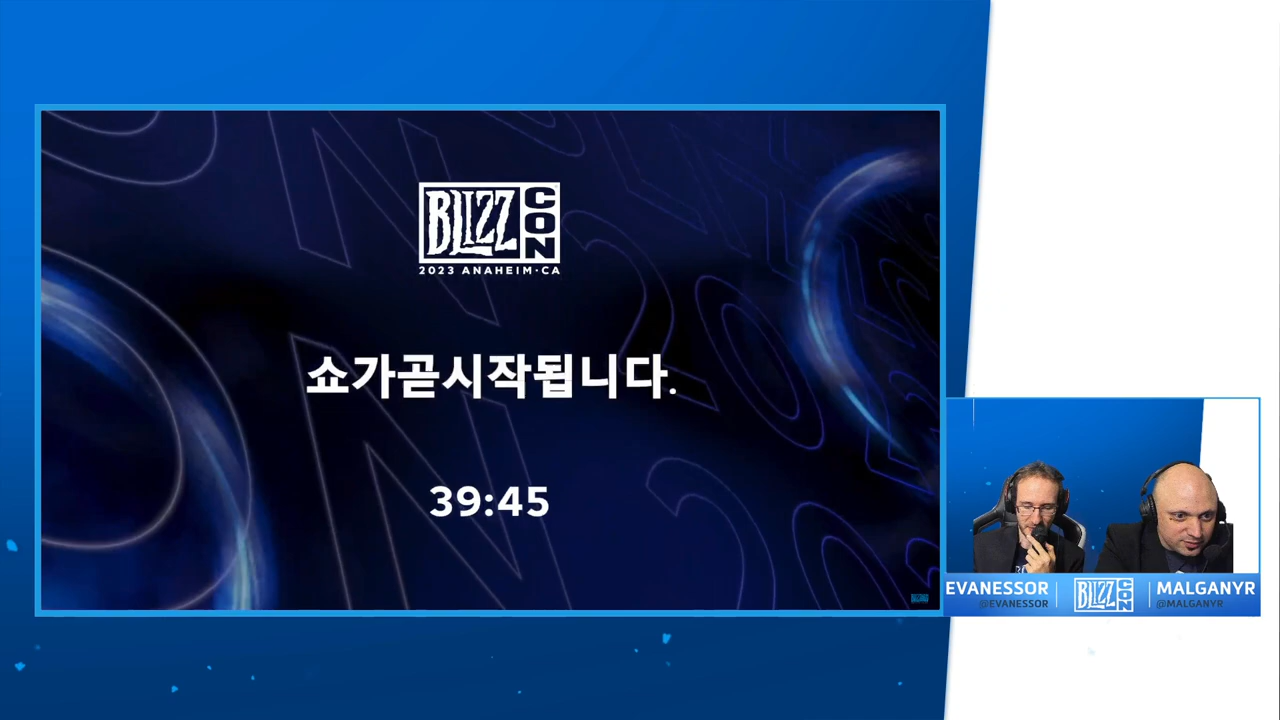 BLIZZ CON
2023 ANAHEIM·CA
쇼가곧시작됩니다.
39:45
EVANESSOR
@EVANESSOR
BLIZZ CON
MALGANYR
@MALGANYR